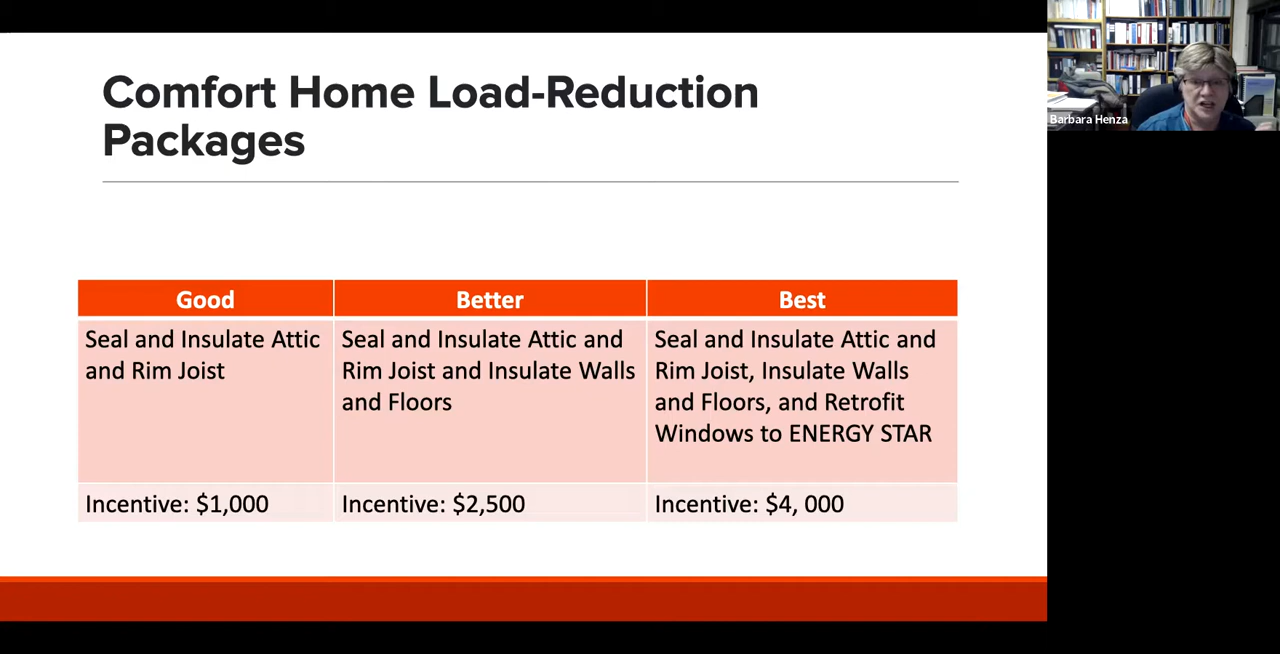 Comfort Home Load-Reduction
Packages
Barbara Henza
Good
Better
Best
Seal and Insulate Attic
and Rim Joist
Seal and Insulate Attic and
Rim Joist and Insulate Walls
and Floors
Seal and Insulate Attic and
Rim Joist, Insulate Walls
and Floors, and Retrofit
Windows to ENERGY STAR
Incentive: $1,000
Incentive: $2,500
Incentive: $4, 000